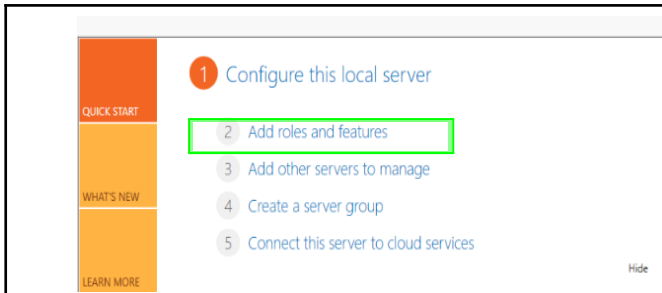 1 Configure this local server
QUICK START
2 Add roles and features
3 Add other servers to manage
WHAT'S NEW
4 Create a server group
5 Connect this server to cloud services
Hide
LEARN MORE